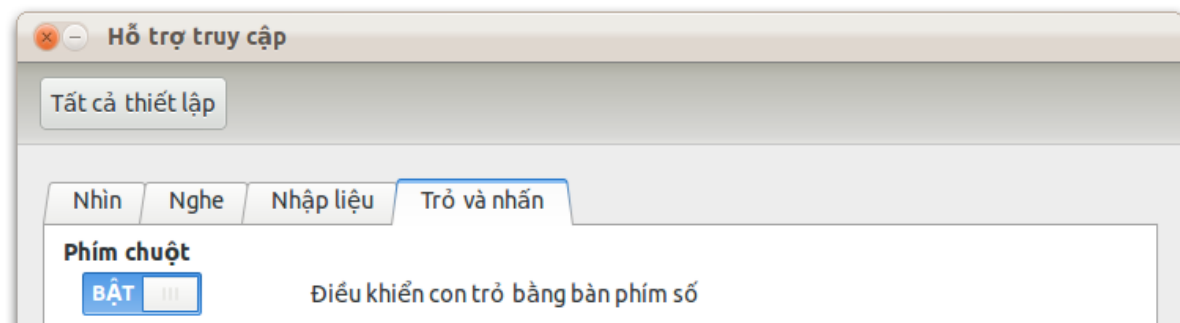 Hỗ trợ truy cập
Tất cả thiết lập
Nhìn Nghe Nhập liệu Trỏ và nhấn
Phím chuột
BẬT Điều khiển con trỏ bằng bàn phím số